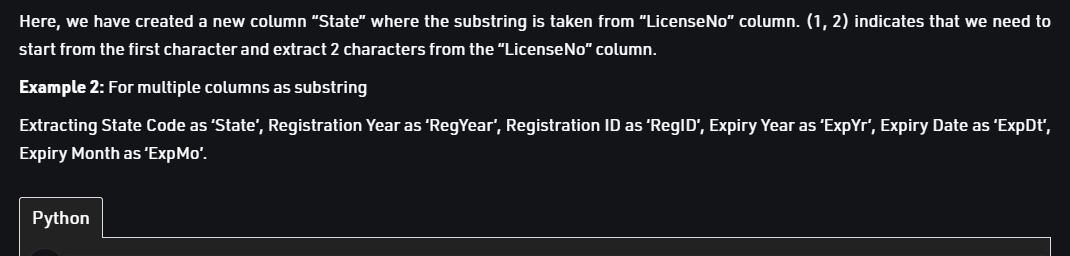 Here, we have created a new column “State” where the substring is taken from “LicenseNo” column. (1, 2) indicates that we need to
start from the first character and extract 2 characters from the “LicenseNo” column.
Example 2: For multiple columns as substring
Extracting State Code as ‘State’, Registration Year as ‘RegYear’, Registration ID as ‘RegID’, Expiry Year as ‘ExpYr’, Expiry Date as ‘ExpDt’,
Expiry Month as ‘ExpMo’.
Python